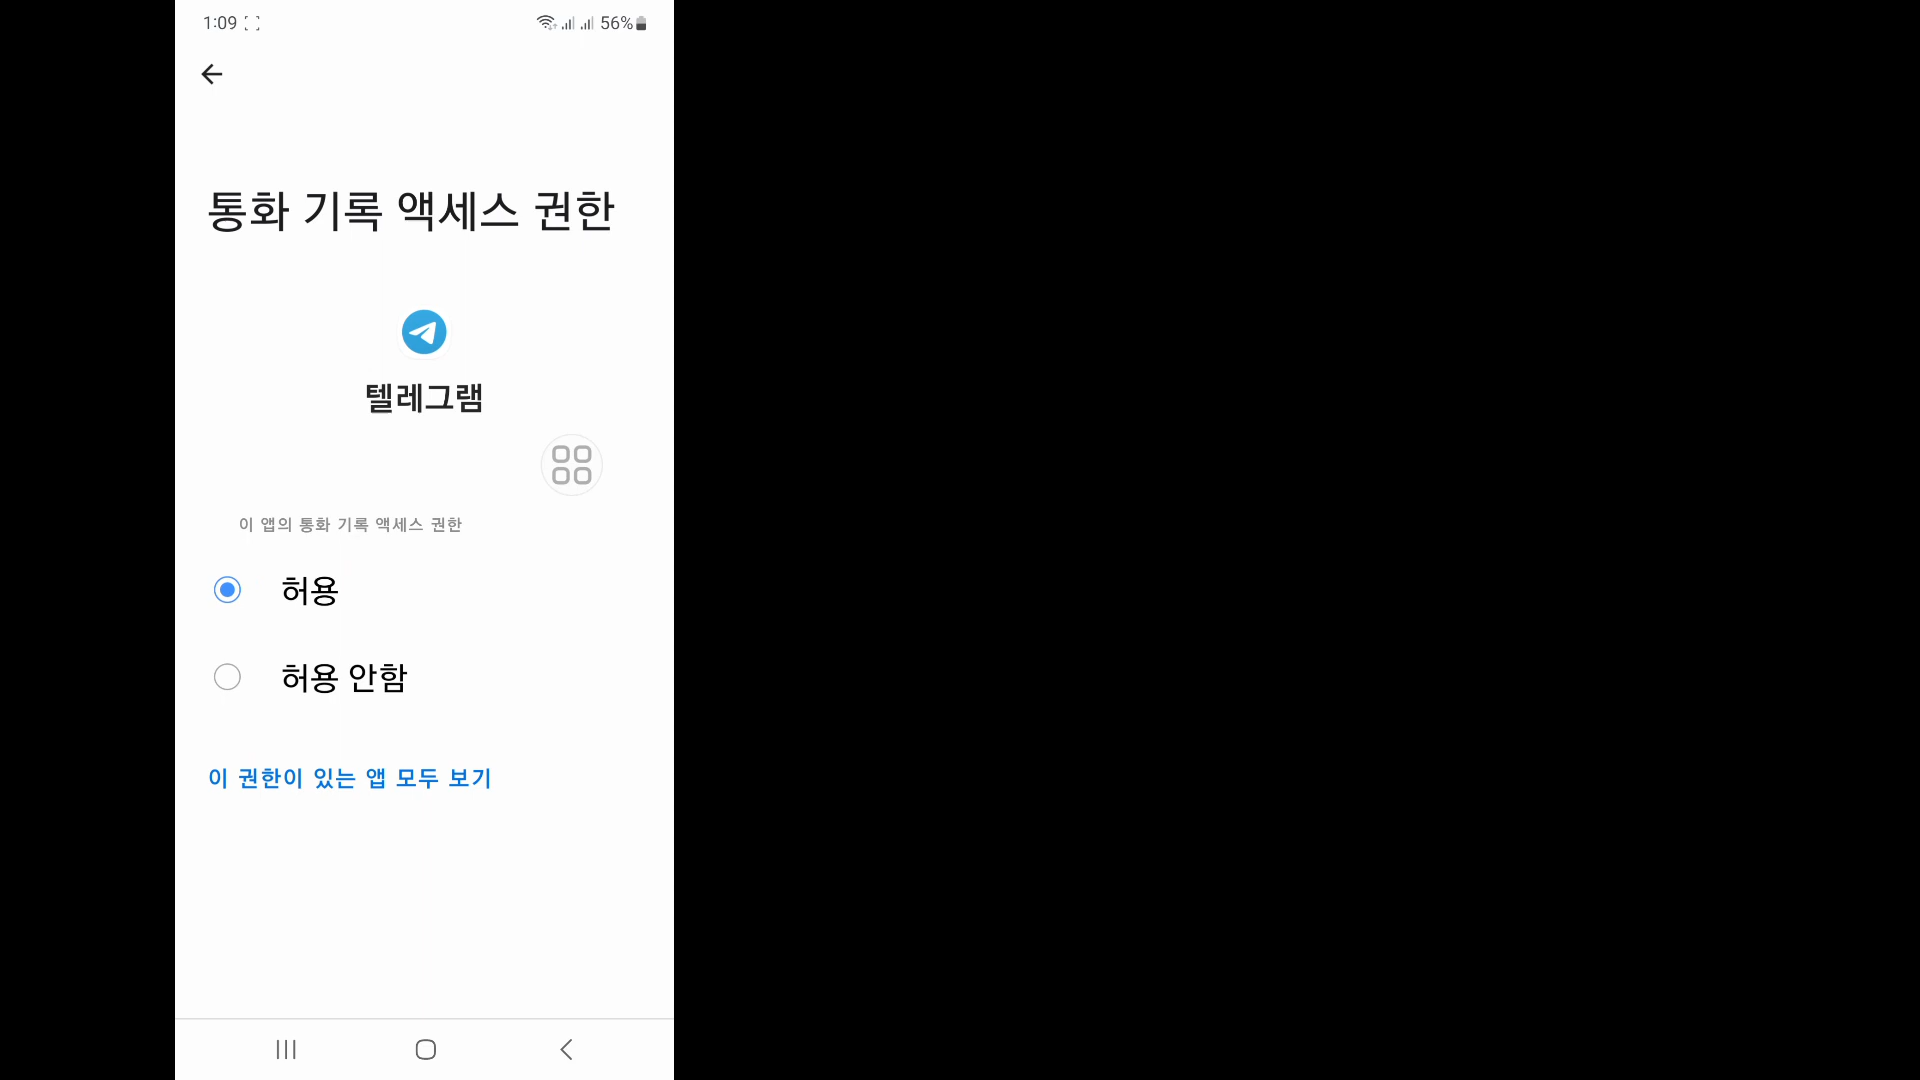 1:09
56%
통화 기록 액세스 권한
텔레그램
이 앱의 통화 기록 액세스 권한
허용
허용 안함
이 권한이 있는 앱 모두 보기